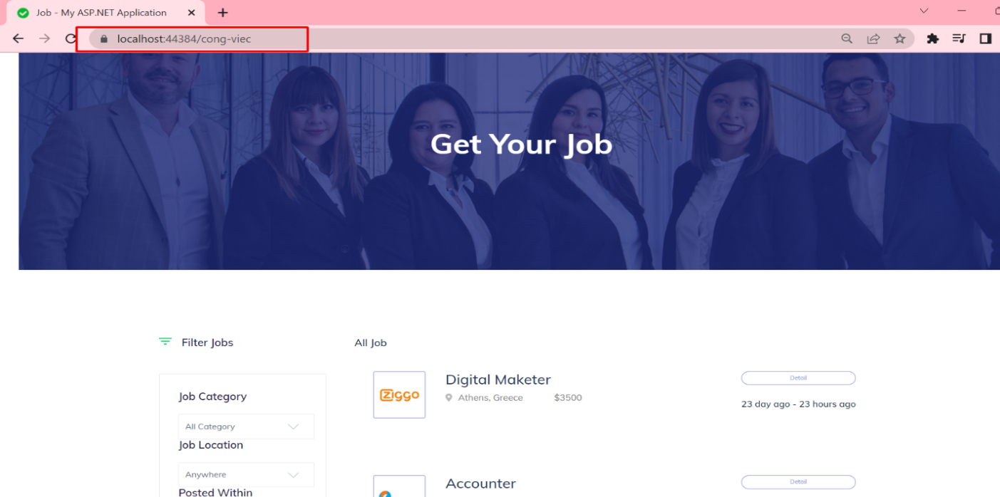 Job - My ASP.NET Application
localhost:44384/cong-viec
Get Your Job
Filter Jobs
All Job
Job Category
All Category
Job Location
Anywhere
Posted Within
ziggo
Digital Maketer
Athens, Greece $3500
Detail
23 day ago - 23 hours ago
Accounter
Detail